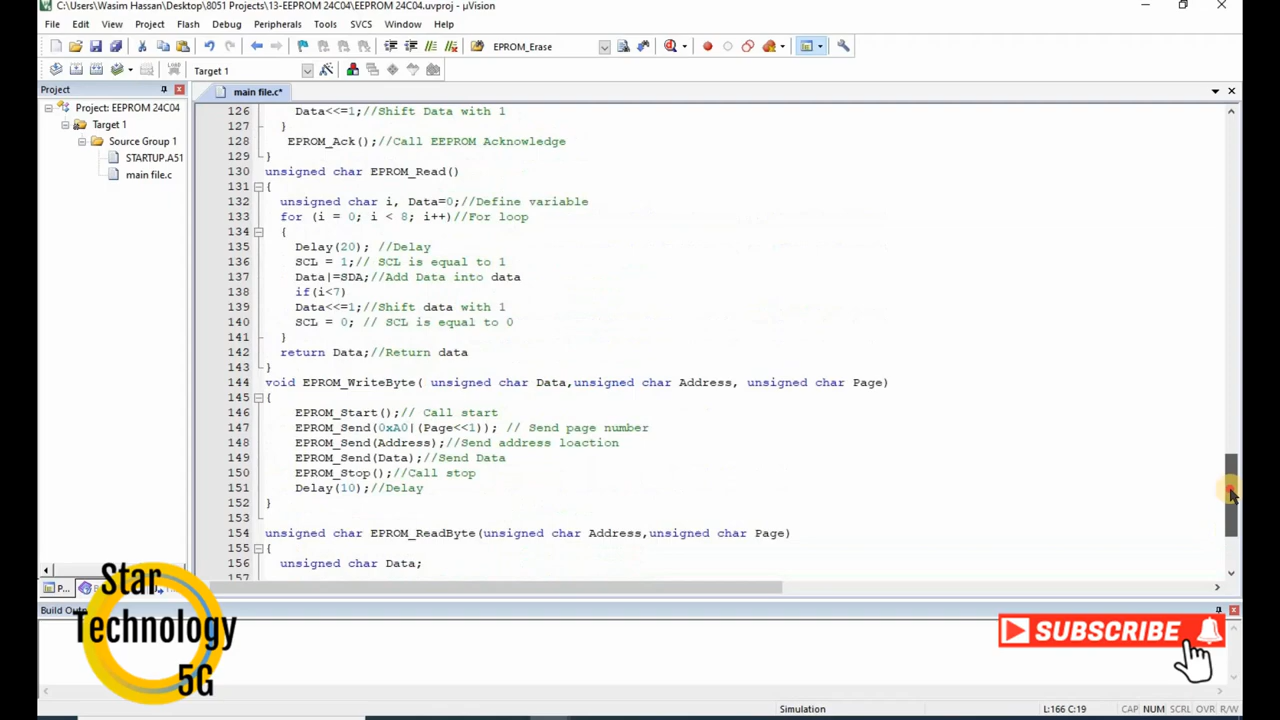 C:\Users\Wasim Hassan\Desktop\8051 Projects\13-EEPROM 24C04\EEPROM 24C04.uvproj - µVision
File Edit View Project Flash Debug Peripherals Tools SVCS Window Help
EPROM_Erase
LOAD Target 1
Project
main file.c*
Project: EEPROM 24C04
Target 1
Source Group 1
STARTUP.A51
main file.c
126 Data<<=1;//Shift Data with 1
127 }
128 EPROM_Ack();//Call EEPROM Acknowledge
129 }
130 unsigned char EPROM_Read()
131 {
132 unsigned char i, Data=0;//Define variable
133 for (i = 0; i < 8; i++)//For loop
134 {
135 Delay(20); //Delay
136 SCL = 1;// SCL is equal to 1
137 Data|=SDA;//Add Data into data
138 if(i<7)
139 Data<<=1;//Shift data with 1
140 SCL = 0; // SCL is equal to 0
141 }
142 return Data;//Return data
143 }
144 void EPROM_WriteByte( unsigned char Data,unsigned char Address, unsigned char Page)
145 {
146 EPROM_Start();// Call start
147 EPROM_Send(0xA0|(Page<<1)); // Send page number
148 EPROM_Send(Address);//Send address loaction
149 EPROM_Send(Data);//Send Data
150 EPROM_Stop();//Call stop
151 Delay(10);//Delay
152 }
153
154 unsigned char EPROM_ReadByte(unsigned char Address,unsigned char Page)
155 {
156 unsigned char Data;
157
P...
Build Outp
Star
Technology
5G
SUBSCRIBE
Simulation L:166 C:19 CAP NUM SCRL OVR R/W